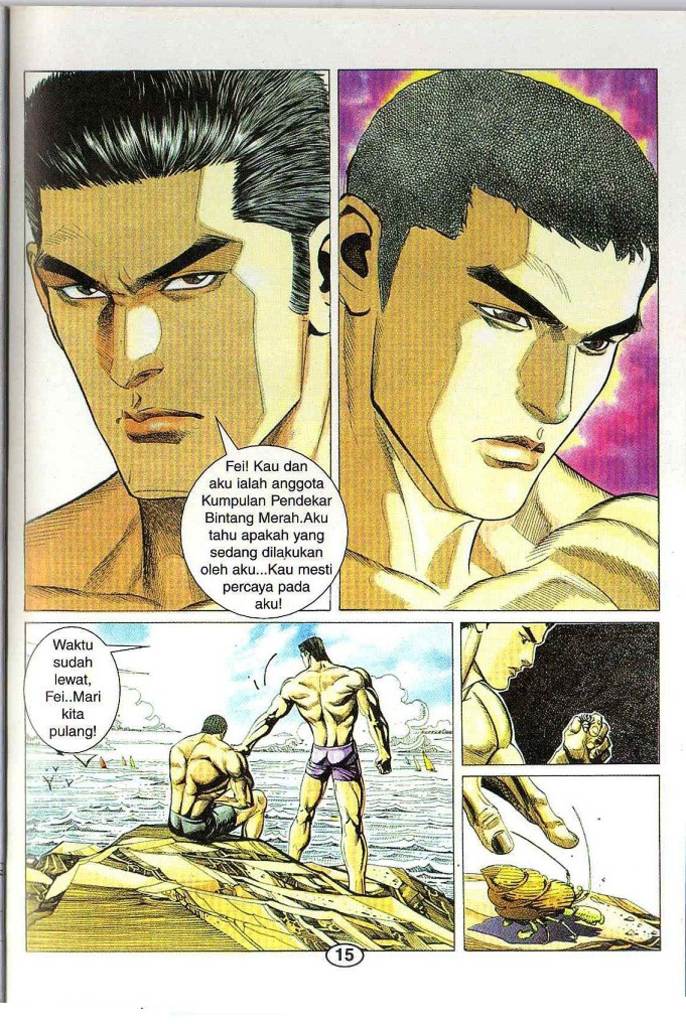 Fei! Kau dan
aku ialah anggota
Kumpulan Pendekar
Bintang Merah.Aku
tahu apakah yang
sedang dilakukan
oleh aku...Kau mesti
percaya pada
aku!
Waktu
sudah
lewat,
Fei..Mari
kita
pulang!
15